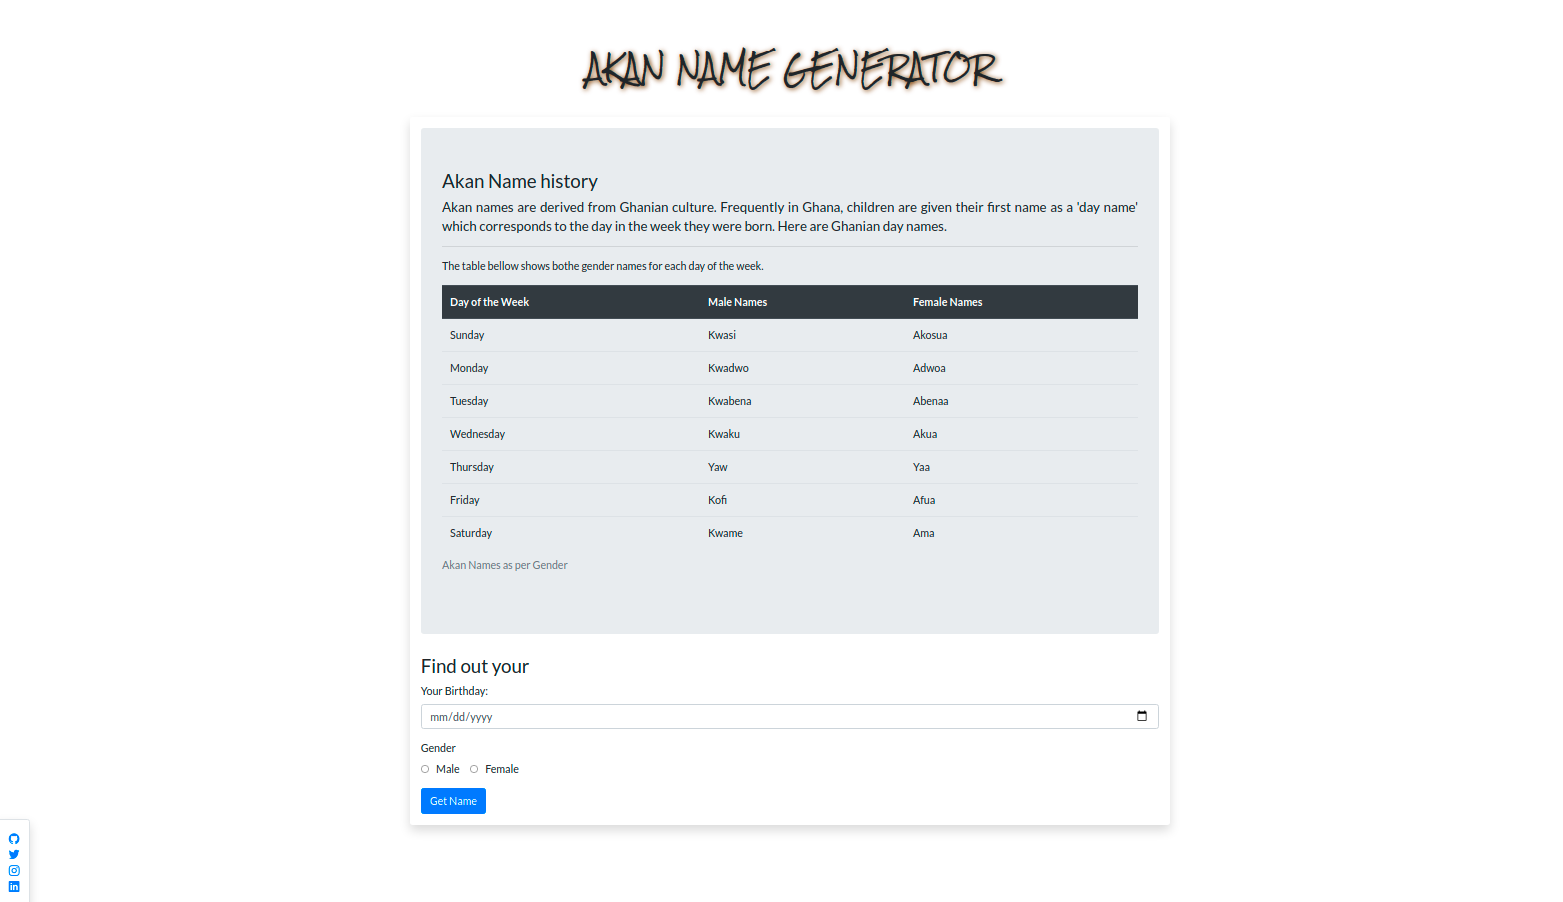 AKAN NAME GENERATOR
Akan Name history
Akan names are derived from Ghanian culture. Frequently in Ghana, children are given their first name as a 'day name'
which corresponds to the day in the week they were born. Here are Ghanian day names.
The table bellow shows bothe gender names for each day of the week.
Day of the Week Male Names Female Names
Sunday Kwasi Akosua
Monday Kwadwo Adwoa
Tuesday Kwabena Abenaa
Wednesday Kwaku Akua
Thursday Yaw Yaa
Friday Kofi Afua
Saturday Kwame Ama
Akan Names as per Gender
Find out your
Your Birthday:
mm/dd/yyyy
Gender
Male Female
Get Name